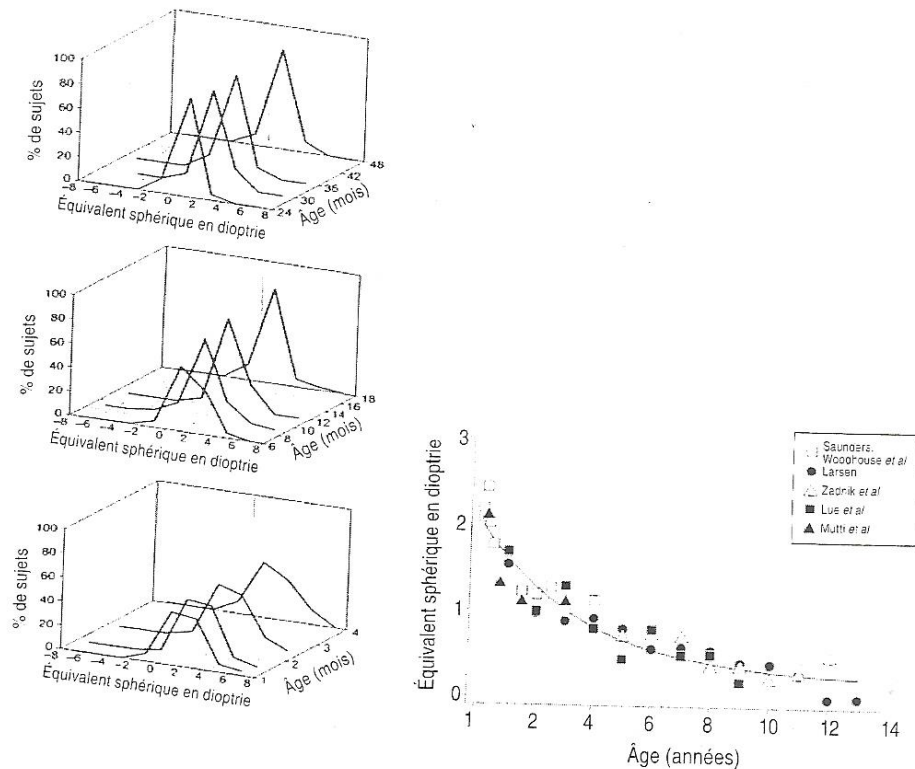 100
80
60
40
20
0
% de sujets
−8 −6 −4 −2 0 2 4 6 8
Équivalent sphérique en dioptrie
24 30 35 42 48
Âge (mois)
100
80
60
40
20
0
% de sujets
−8 −6 −4 −2 0 2 4 6 8
Équivalent sphérique en dioptrie
6 8 10 12 14 16 18
Âge (mois)
100
80
60
40
20
0
% de sujets
−8 −6 −4 −2 0 2 4 6 8
Équivalent sphérique en dioptrie
1 2 3 4
Âge (mois)
3
2
1
0
Équivalent sphérique en dioptrie
1 2 4 6 8 10 12 14
Âge (années)
Saunders,
Woodhouse et al
Larsen
Zadnik et al
Lue et al
Mutti et al